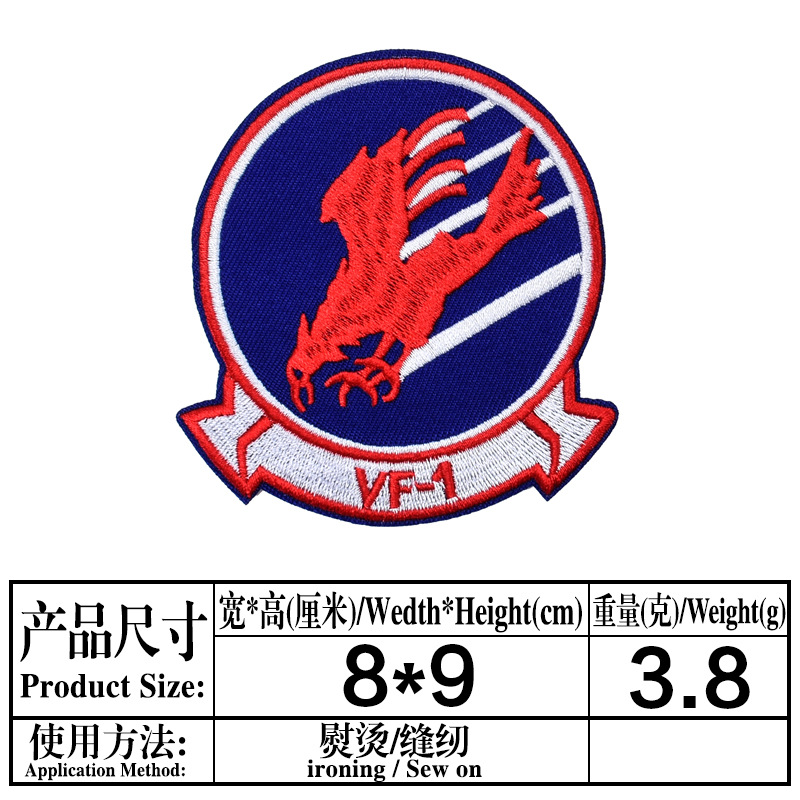 VF-1
产品尺寸
Product Size:
宽*高(厘米)/Wedth*Height(cm)
重量(克)/Weight(g)
8*9
3.8
使用方法:
Application Method:
熨烫/缝纫
ironing / Sew on